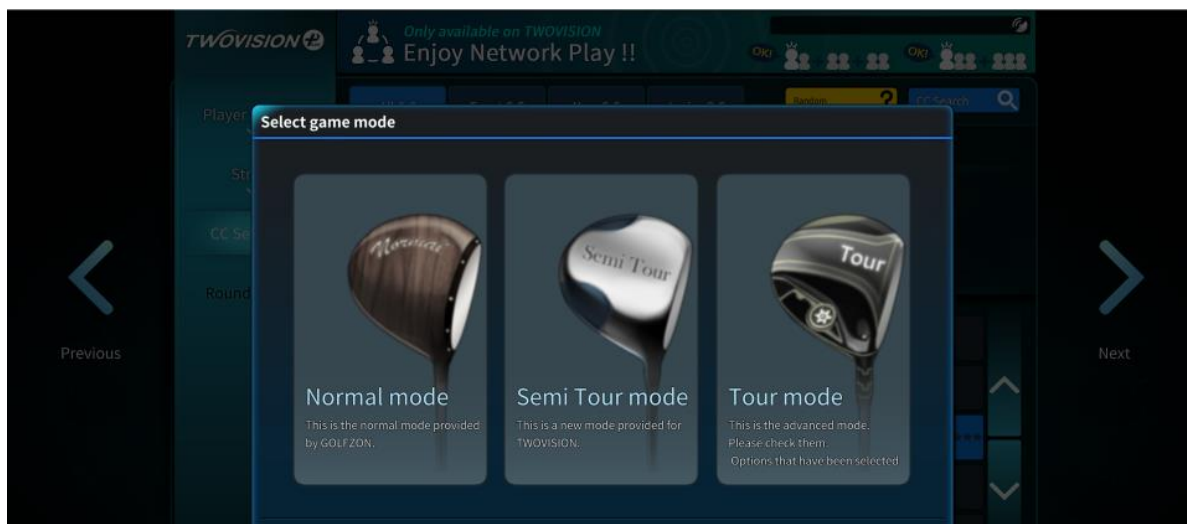 TWOVISION
Only available on TWOVISION
Enjoy Network Play !!
OK!
OK!
Random ?
CC Search
Player
Select game mode
CC Se
Round
Previous
Next
Normal
Semi Tour
Tour
Normal mode
This is the normal mode provided
by GOLFZON.
Semi Tour mode
This is a new mode provided for
TWOVISION.
Tour mode
This is the advanced mode.
Please check them.
Options that have been selected